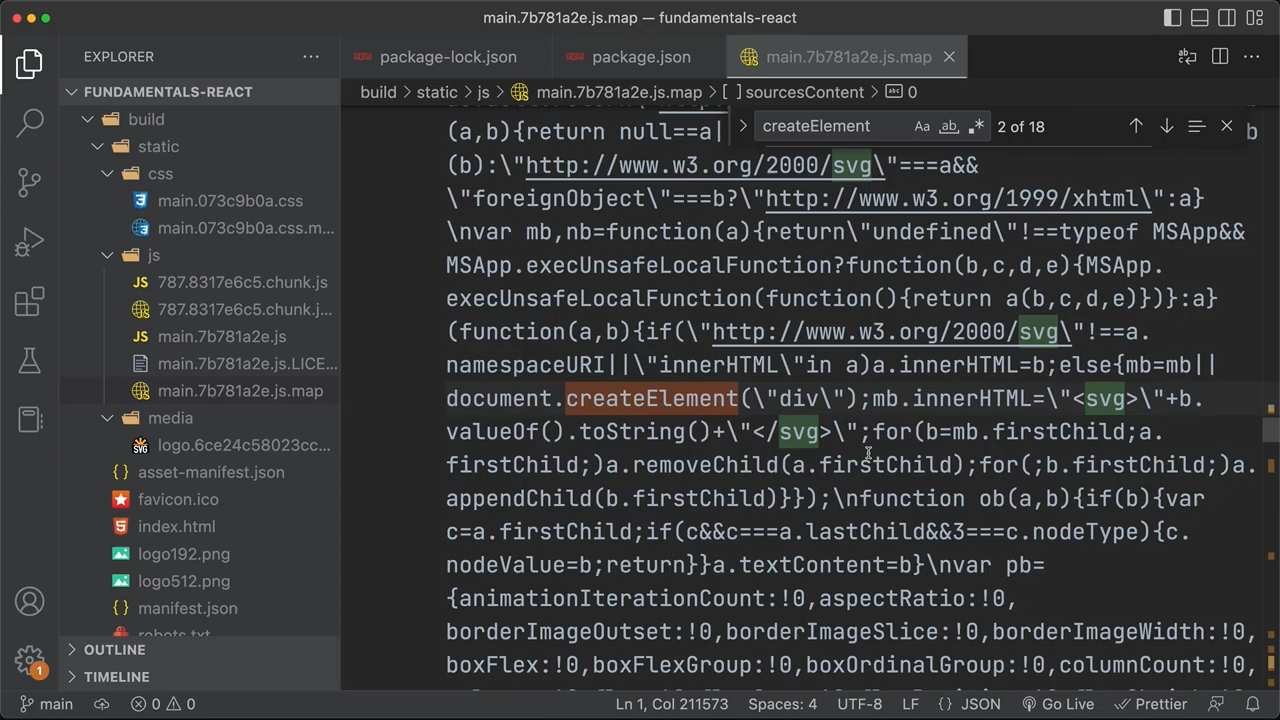 main.7b781a2e.js.map — fundamentals-react
EXPLORER
package-lock.json
package.json
main.7b781a2e.js.map
FUNDAMENTALS-REACT
build
static
css
main.073c9b0a.css
main.073c9b0a.css.m...
js
787.8317e6c5.chunk.js
787.8317e6c5.chunk.j...
main.7b781a2e.js
main.7b781a2e.js.LICE...
main.7b781a2e.js.map
media
logo.6ce24c58023cc...
asset-manifest.json
favicon.ico
index.html
logo192.png
logo512.png
manifest.json
robots.txt
OUTLINE
TIMELINE
build > static > js > main.7b781a2e.js.map > [ ] sourcesContent > abc 0
createElement Aa ab 2 of 18
(a,b){return null==a| b
(b):\"http://www.w3.org/2000/svg\"===a&&
\"foreignObject\"===b?\"http://www.w3.org/1999/xhtml\":a}
\nvar mb,nb=function(a){return\"undefined\"!==typeof MSApp&&
MSApp.execUnsafeLocalFunction?function(b,c,d,e){MSApp.
execUnsafeLocalFunction(function(){return a(b,c,d,e)})}:a}
(function(a,b){if(\"http://www.w3.org/2000/svg\"!==a.
namespaceURI||\"innerHTML\"in a)a.innerHTML=b;else{mb=mb||
document.createElement(\"div\");mb.innerHTML=\"<svg>\"+b.
valueOf().toString()+\"</svg>\";for(b=mb.firstChild;a.
firstChild;)a.removeChild(a.firstChild);for(;b.firstChild;)a.
appendChild(b.firstChild)}});\nfunction ob(a,b){if(b){var
c=a.firstChild;if(c&&c===a.lastChild&&3===c.nodeType){c.
nodeValue=b;return}}a.textContent=b}\nvar pb=
{animationIterationCount:!0,aspectRatio:!0,
borderImageOutset:!0,borderImageSlice:!0,borderImageWidth:!0,
boxFlex:!0,boxFlexGroup:!0,boxOrdinalGroup:!0,columnCount:!0,
1
main 0 0 Ln 1, Col 211573 Spaces: 4 UTF-8 LF {} JSON Go Live Prettier